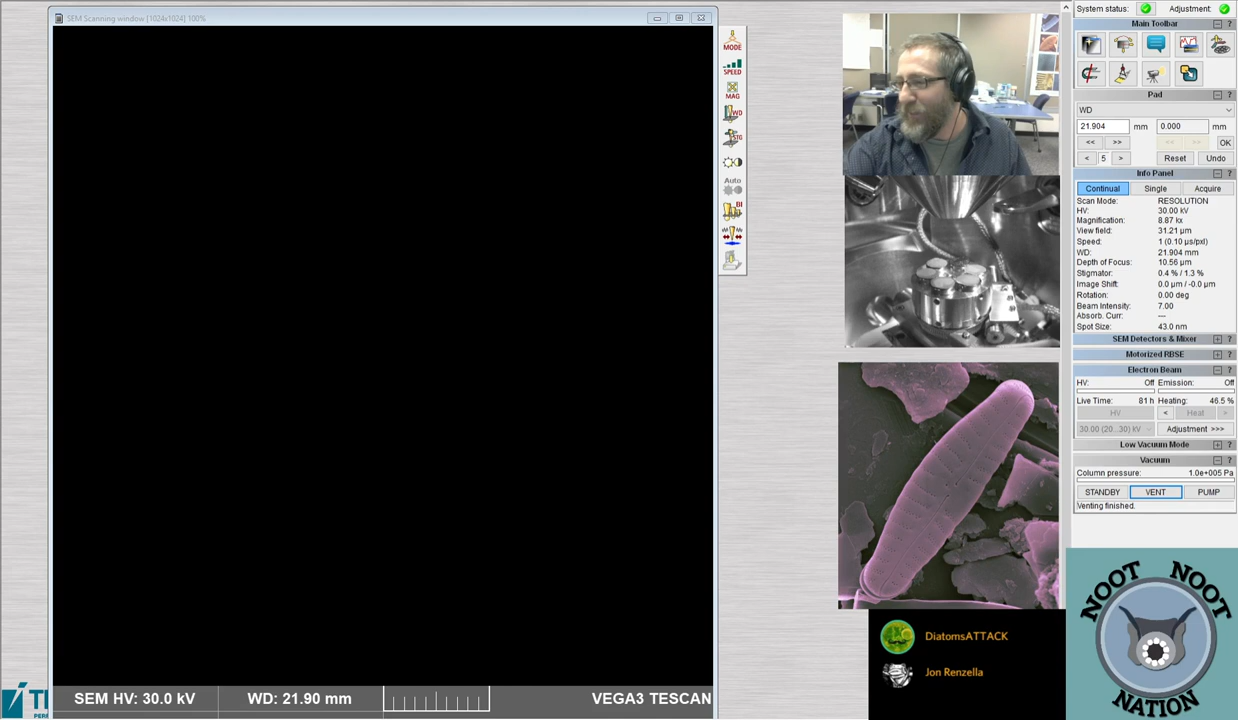 SEM Scanning window [1024x1024] 100%
MODE
SPEED
MAG
WD
STG
Auto
BI
SEM HV: 30.0 kV
WD: 21.90 mm
VEGA3 TESCAN
DiatomsATTACK
Jon Renzella
System status:
Adjustment:
Main Toolbar
Pad
WD
21.904 mm 0.000 mm
<< >> << >> OK
< 5 > Reset Undo
Info Panel
Continual Single Acquire
Scan Mode: RESOLUTION
HV: 30.00 kV
Magnification: 8.87 kx
View field: 31.21 µm
Speed: 1 (0.10 µs/pxl)
WD: 21.904 mm
Depth of Focus: 10.56 µm
Stigmator: 0.4 % / 1.3 %
Image Shift: 0.0 µm / -0.0 µm
Rotation: 0.00 deg
Beam Intensity: 7.00
Absorb. Curr: ---
Spot Size: 43.0 nm
SEM Detectors & Mixer
Motorized RBSE
Electron Beam
HV: Off Emission: Off
Live Time: 81 h Heating: 46.5 %
HV < Heat >
30.00 (20...30) kV Adjustment >>>
Low Vacuum Mode
Vacuum
Column pressure: 1.0e+005 Pa
STANDBY VENT PUMP
Venting finished.
NOOT NOOT
NATION